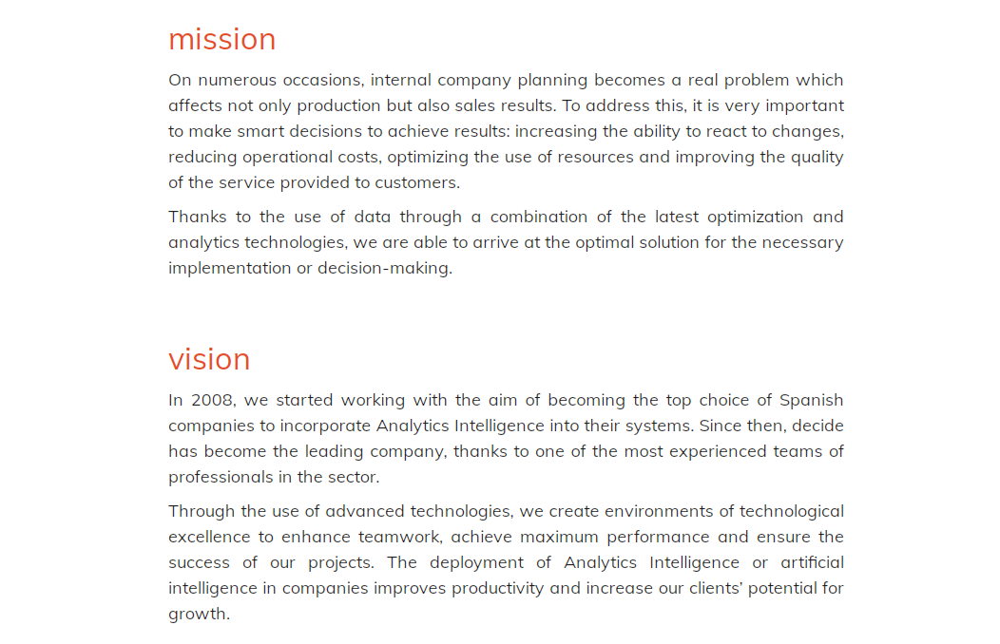 mission
On numerous occasions, internal company planning becomes a real problem which
affects not only production but also sales results. To address this, it is very important
to make smart decisions to achieve results: increasing the ability to react to changes,
reducing operational costs, optimizing the use of resources and improving the quality
of the service provided to customers.
Thanks to the use of data through a combination of the latest optimization and
analytics technologies, we are able to arrive at the optimal solution for the necessary
implementation or decision-making.
vision
In 2008, we started working with the aim of becoming the top choice of Spanish
companies to incorporate Analytics Intelligence into their systems. Since then, decide
has become the leading company, thanks to one of the most experienced teams of
professionals in the sector.
Through the use of advanced technologies, we create environments of technological
excellence to enhance teamwork, achieve maximum performance and ensure the
success of our projects. The deployment of Analytics Intelligence or artificial
intelligence in companies improves productivity and increase our clients’ potential for
growth.